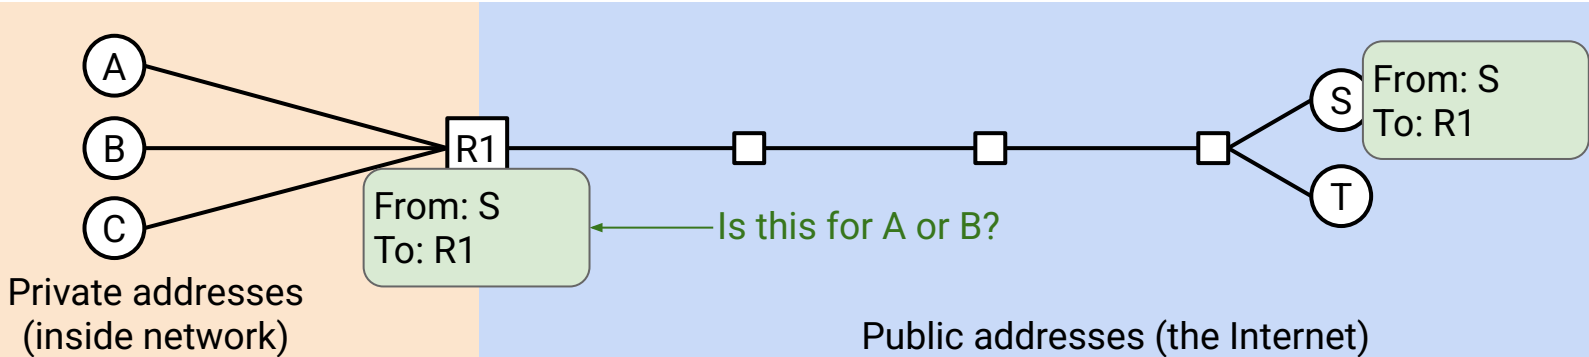 A
B
C
R1
S
T
From: S
To: R1
From: S
To: R1
Is this for A or B?
Private addresses
(inside network)
Public addresses (the Internet)